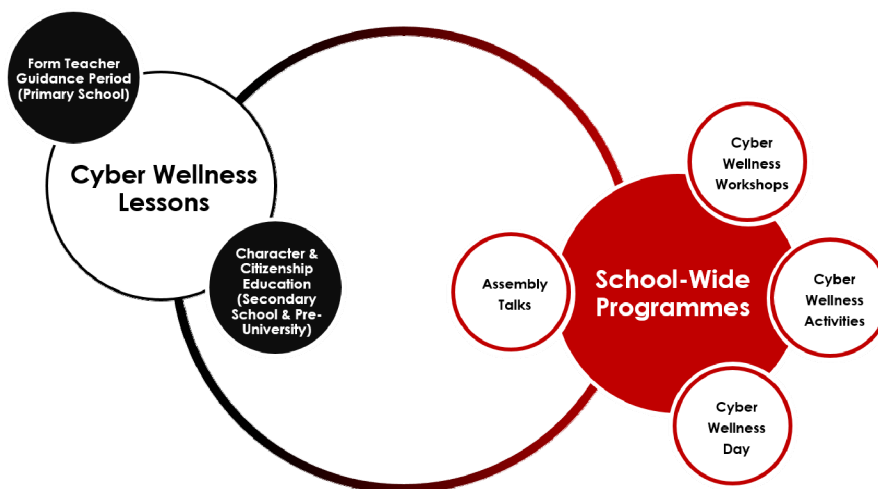 Form Teacher
Guidance Period
(Primary School)
Cyber Wellness
Lessons
Character &
Citizenship
Education
(Secondary
School & Pre-
University)
Assembly
Talks
School-Wide
Programmes
Cyber
Wellness
Workshops
Cyber
Wellness
Activities
Cyber
Wellness
Day